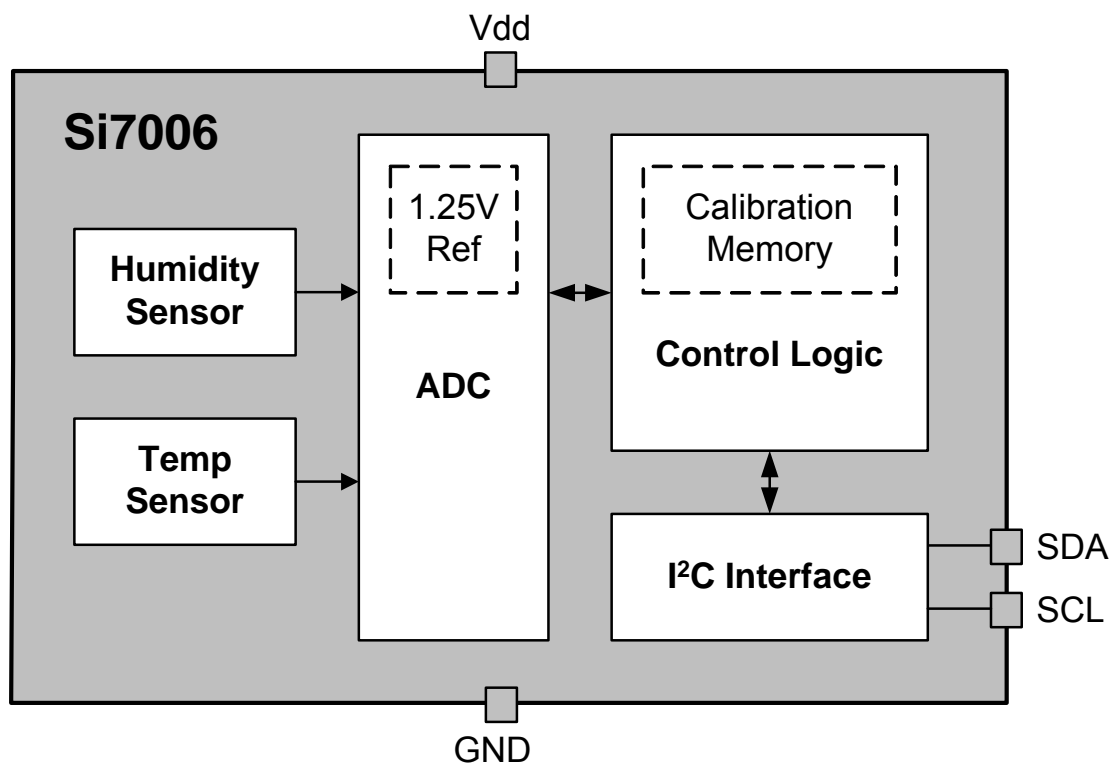 Vdd
Si7006
1.25V
Ref
Calibration
Memory
Humidity
Sensor
Control Logic
ADC
Temp
Sensor
I²C Interface
SDA
SCL
GND